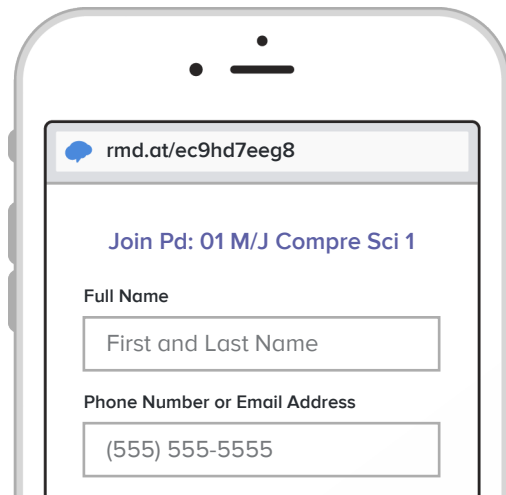 rmd.at/ec9hd7eeg8
Join Pd: 01 M/J Compre Sci 1
Full Name
First and Last Name
Phone Number or Email Address
(555) 555-5555